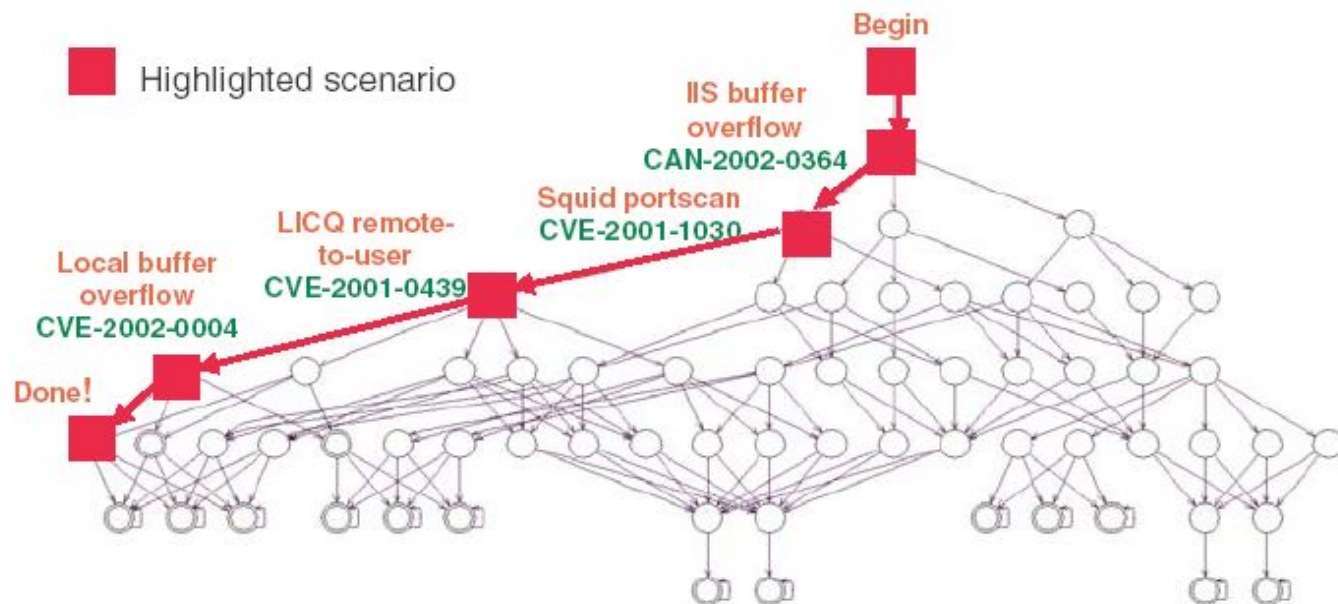 Begin
Highlighted scenario
IIS buffer
overflow
CAN-2002-0364
Squid portscan
CVE-2001-1030
LICQ remote-
to-user
CVE-2001-0439
Local buffer
overflow
CVE-2002-0004
Done!